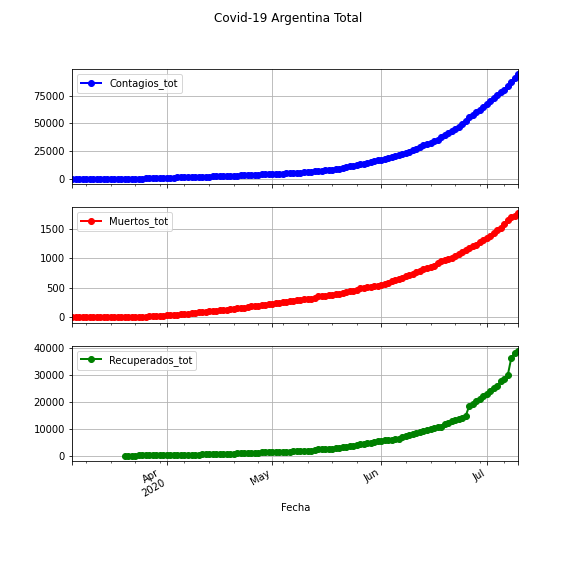 Covid-19 Argentina Total
Contagios_tot
75000
50000
25000
0
Muertos_tot
1500
1000
500
0
Recuperados_tot
40000
30000
20000
10000
0
Apr
2020
May
Jun
Jul
Fecha